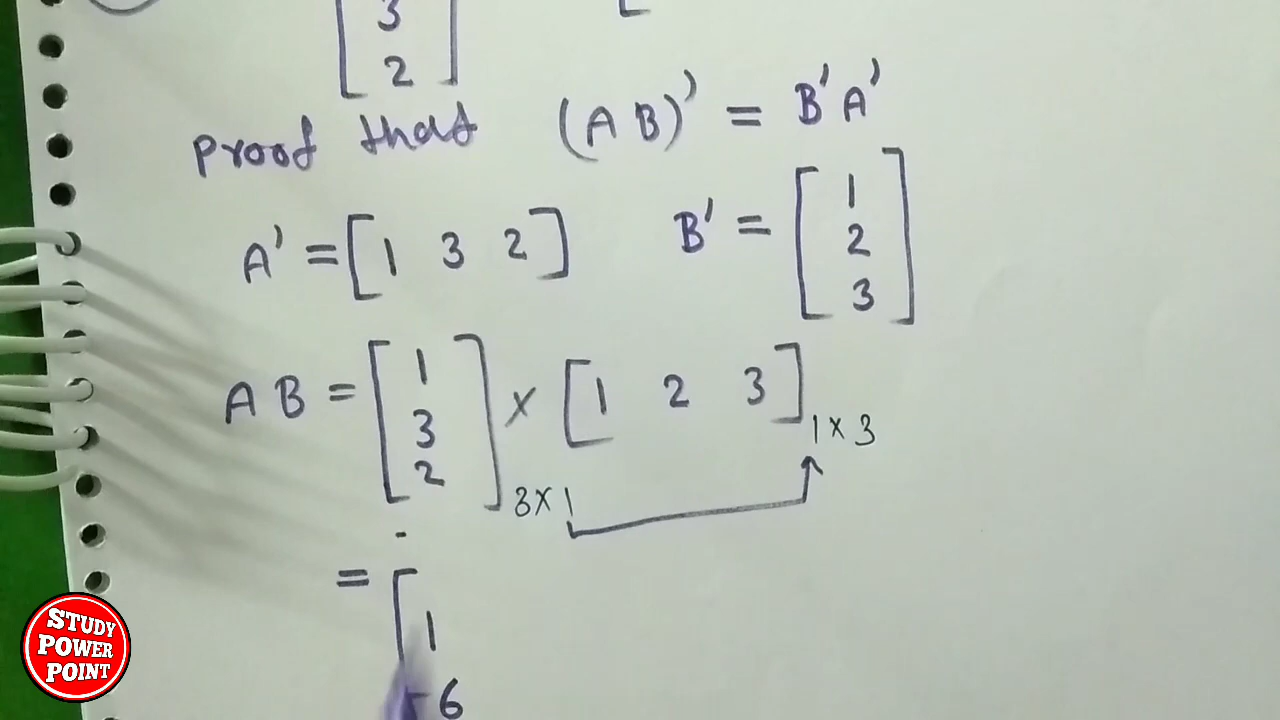 3
2
Proof that (AB)' = B'A'
A' = [1 3 2] B' = [1
2
3]
AB = [1
3
2] 3×1 × [1 2 3] 1×3
= [1
6
STUDY
POWER
POINT